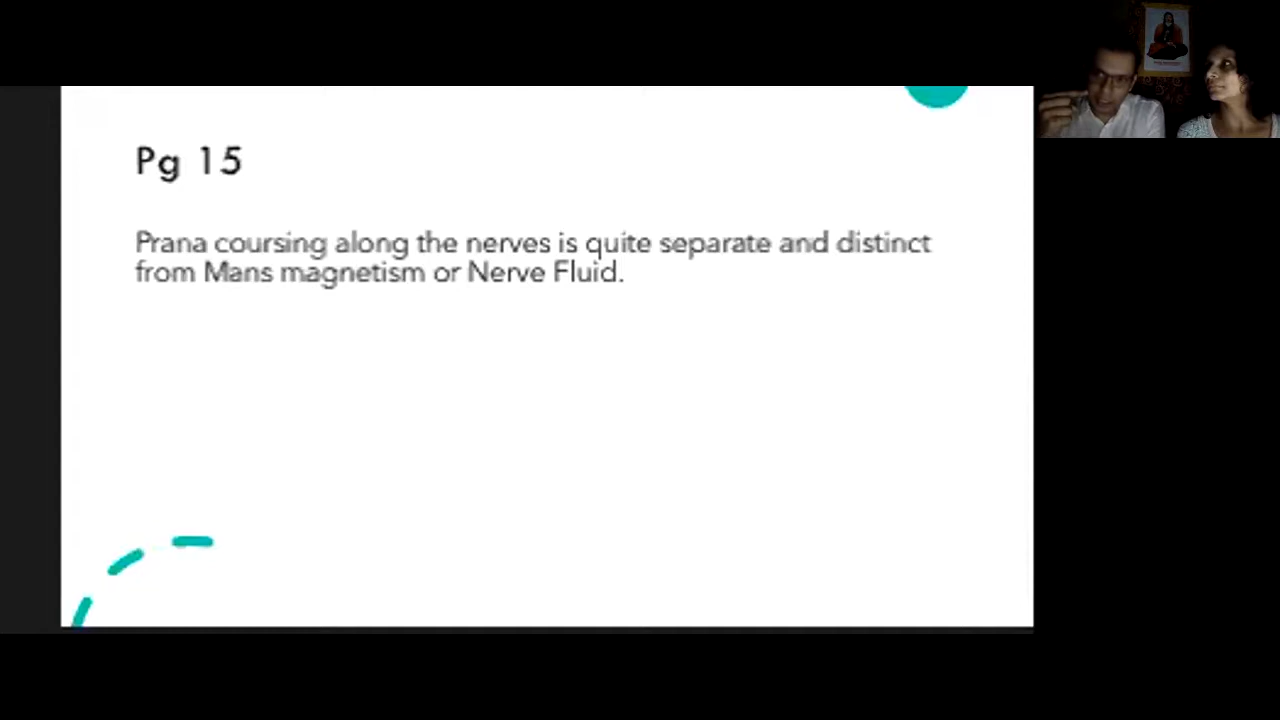 Pg 15
Prana coursing along the nerves is quite separate and distinct
from Mans magnetism or Nerve Fluid.